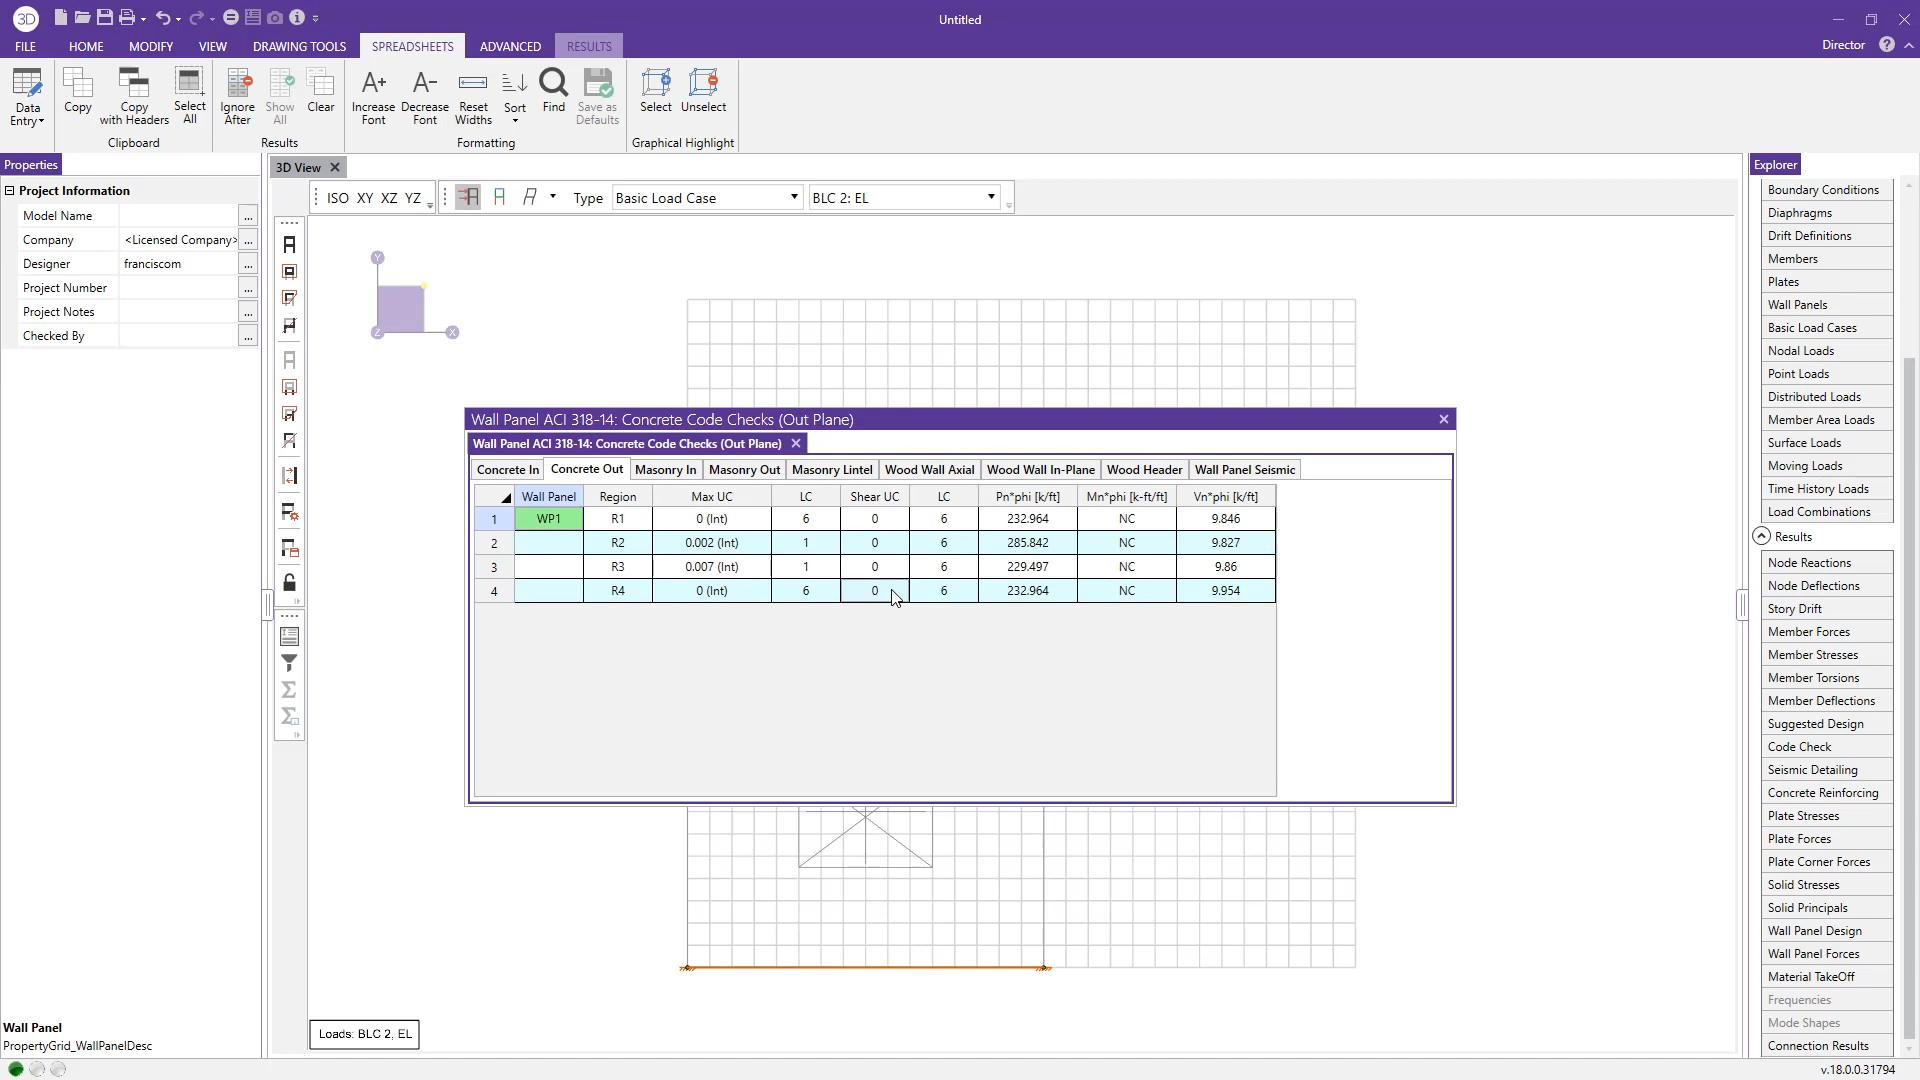 3D
Untitled
FILE HOME MODIFY VIEW DRAWING TOOLS SPREADSHEETS ADVANCED RESULTS
Director ?
Data Entry
Copy
Copy with Headers
Select All
Clipboard
Ignore After
Show All
Clear
Results
A+ Increase Font
A- Decrease Font
Reset Widths
Sort
Find
Save as Defaults
Formatting
Select
Unselect
Graphical Highlight
Properties
Project Information
Model Name ...
Company <Licensed Company> ...
Designer franciscom ...
Project Number ...
Project Notes ...
Checked By ...
3D View
ISO XY XZ YZ
Type Basic Load Case BLC 2: EL
Y
Z
X
Wall Panel ACI 318-14: Concrete Code Checks (Out Plane)
Wall Panel ACI 318-14: Concrete Code Checks (Out Plane)
Concrete In Concrete Out Masonry In Masonry Out Masonry Lintel Wood Wall Axial Wood Wall In-Plane Wood Header Wall Panel Seismic
Wall Panel Region Max UC LC Shear UC LC Pn*phi [k/ft] Mn*phi [k-ft/ft] Vn*phi [k/ft]
1 WP1 R1 0 (Int) 6 0 6 232.964 NC 9.846
2 R2 0.002 (Int) 1 0 6 285.842 NC 9.827
3 R3 0.007 (Int) 1 0 6 229.497 NC 9.86
4 R4 0 (Int) 6 0 6 232.964 NC 9.954
Loads: BLC 2, EL
Wall Panel
PropertyGrid_WallPanelDesc
Explorer
Boundary Conditions
Diaphragms
Drift Definitions
Members
Plates
Wall Panels
Basic Load Cases
Nodal Loads
Point Loads
Distributed Loads
Member Area Loads
Surface Loads
Moving Loads
Time History Loads
Load Combinations
Results
Node Reactions
Node Deflections
Story Drift
Member Forces
Member Stresses
Member Torsions
Member Deflections
Suggested Design
Code Check
Seismic Detailing
Concrete Reinforcing
Plate Stresses
Plate Forces
Plate Corner Forces
Solid Stresses
Solid Principals
Wall Panel Design
Wall Panel Forces
Material TakeOff
Frequencies
Mode Shapes
Connection Results
v.18.0.0.31794